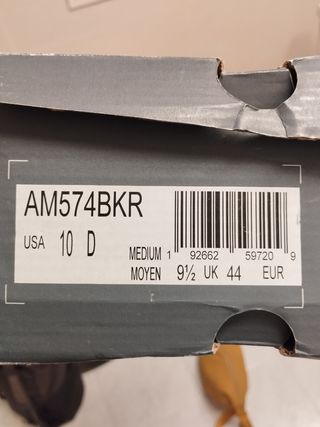 AM574BKR
USA 10 D
MEDIUM 1 92662 59720 9
MOYEN 9½ UK 44 EUR